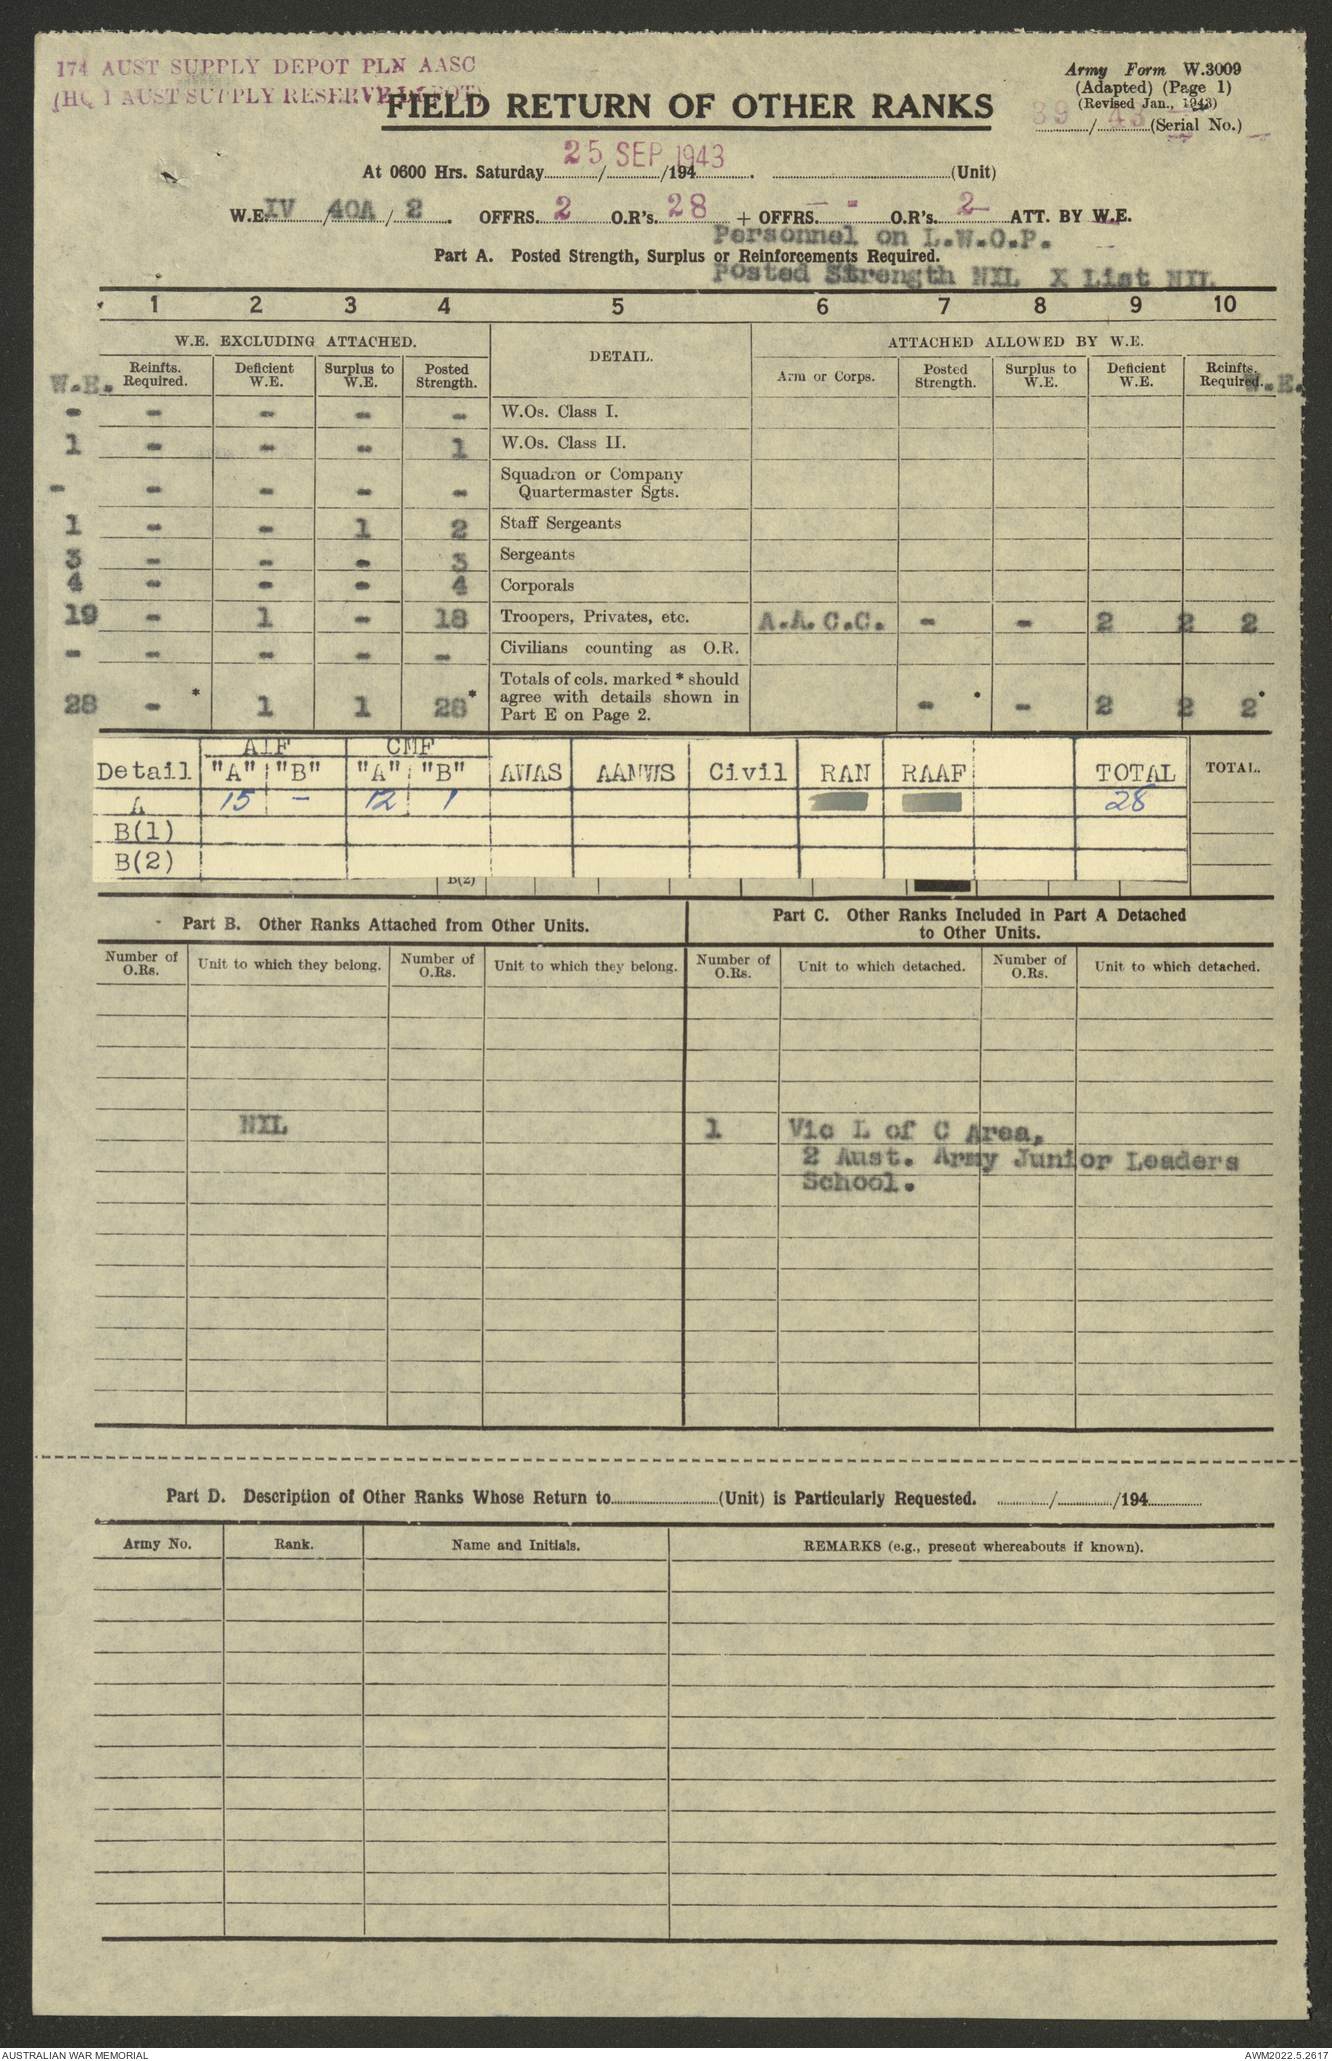 174 AUST SUPPLY DEPOT PLN AASC
(HQ 1 AUST SUPPLY RESERVE DEPOT)
Army Form W.3009
(Adapted) (Page 1)
(Revised Jan., 1943)
39 / 43 (Serial No.)
FIELD RETURN OF OTHER RANKS
At 0600 Hrs. Saturday 25 SEP 1943 / /194 . (Unit)
W.E. IV / 40A / 2 . OFFRS. 2 O.R's. 28 + OFFRS. - O.R's. 2 ATT. BY W.E.
Personnel on L.W.O.P.
Part A. Posted Strength, Surplus or Reinforcements Required.
Posted Strength NIL X List NIL
1 2 3 4 5 6 7 8 9 10
W.E. EXCLUDING ATTACHED. DETAIL. ATTACHED ALLOWED BY W.E.
W.E. Reinfts. Required. Deficient W.E. Surplus to W.E. Posted Strength. Arm or Corps. Posted Strength. Surplus to W.E. Deficient W.E. Reinfts. Required. W.E.
- - - - - W.Os. Class I.
1 - - - 1 W.Os. Class II.
- - - - - Squadron or Company Quartermaster Sgts.
1 - - 1 2 Staff Sergeants
3 - - - 3 Sergeants
4 - - - 4 Corporals
19 - 1 - 18 Troopers, Privates, etc. A.A.C.C. - - 2 2 2
- - - - - Civilians counting as O.R.
28 - * 1 1 28 * Totals of cols. marked * should agree with details shown in Part E on Page 2. - * - 2 2 2 *
AIF CMF
Detail "A" "B" "A" "B" AWAS AAMWS Civil RAN RAAF TOTAL TOTAL.
A 15 - 12 1 28
B(1)
B(2)
B(2)
Part B. Other Ranks Attached from Other Units.
Part C. Other Ranks Included in Part A Detached
to Other Units.
Number of O.Rs. Unit to which they belong. Number of O.Rs. Unit to which they belong. Number of O.Rs. Unit to which detached. Number of O.Rs. Unit to which detached.
NIL 1 Vic L of C Area,
2 Aust. Army Junior Leaders
School.
Part D. Description of Other Ranks Whose Return to (Unit) is Particularly Requested. / /194
Army No. Rank. Name and Initials. REMARKS (e.g., present whereabouts if known).
AUSTRALIAN WAR MEMORIAL AWM2022.5.2617